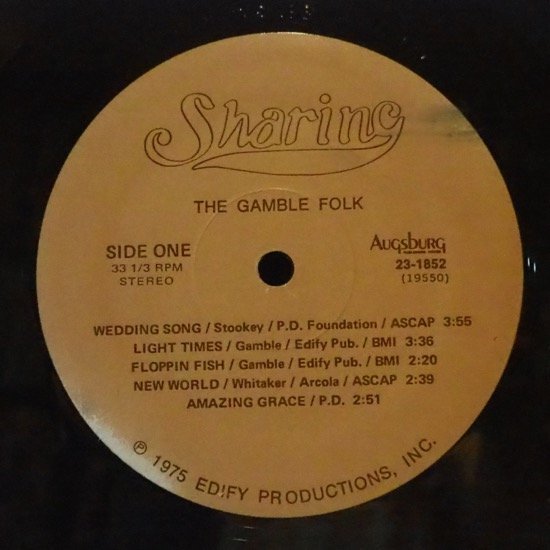 Sharing
THE GAMBLE FOLK
SIDE ONE
33 1/3 RPM
STEREO
AUGSBURG
23-1852
(19550)
WEDDING SONG / Stookey / P.D. Foundation / ASCAP 3:55
LIGHT TIMES / Gamble / Edify Pub. / BMI 3:36
FLOPPIN FISH / Gamble / Edify Pub. / BMI 2:20
NEW WORLD / Whitaker / Arcola / ASCAP 2:39
AMAZING GRACE / P.D. 2:51
℗ 1975 EDIFY PRODUCTIONS, INC.